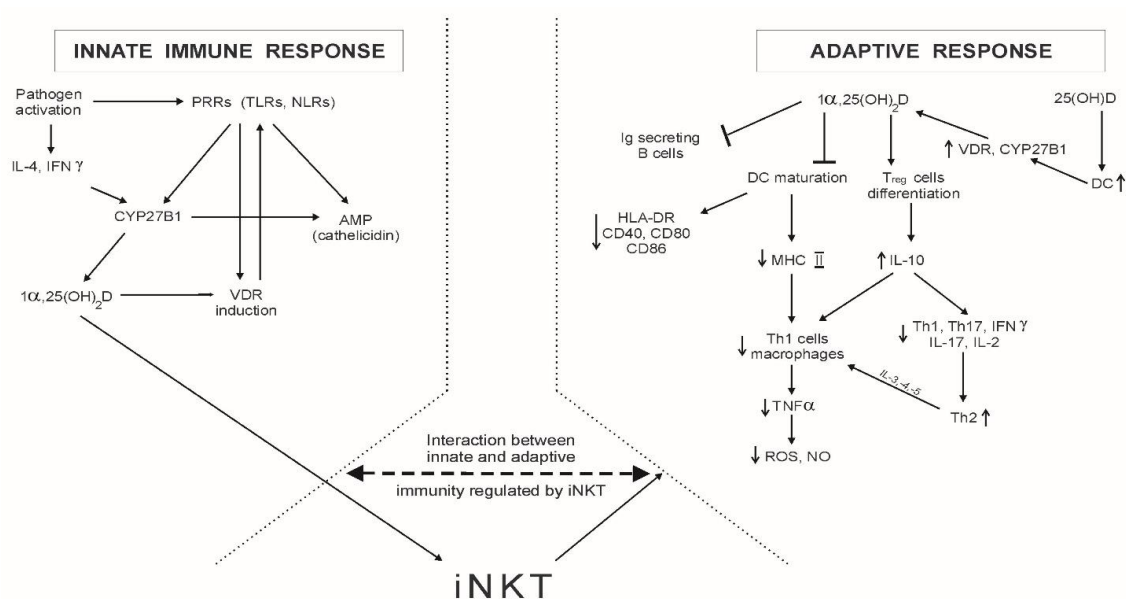 INNATE IMMUNE RESPONSE
Pathogen
activation
PRRs (TLRs, NLRs)
IL-4, IFN γ
CYP27B1
AMP
(cathelicidin)
1α,25(OH)₂D
VDR
induction
ADAPTIVE RESPONSE
1α,25(OH)₂D
25(OH)D
Ig secreting
B cells
↑ VDR, CYP27B1
DC maturation
Treg cells
differentiation
DC ↑
↓ HLA-DR
CD40, CD80
CD86
↓ MHC II
↑ IL-10
↓ Th1 cells
macrophages
↓ Th1, Th17, IFN γ
IL-17, IL-2
IL-3,-4,-5
↓ TNFα
Th2 ↑
↓ ROS, NO
Interaction between
innate and adaptive
immunity regulated by iNKT
iNKT